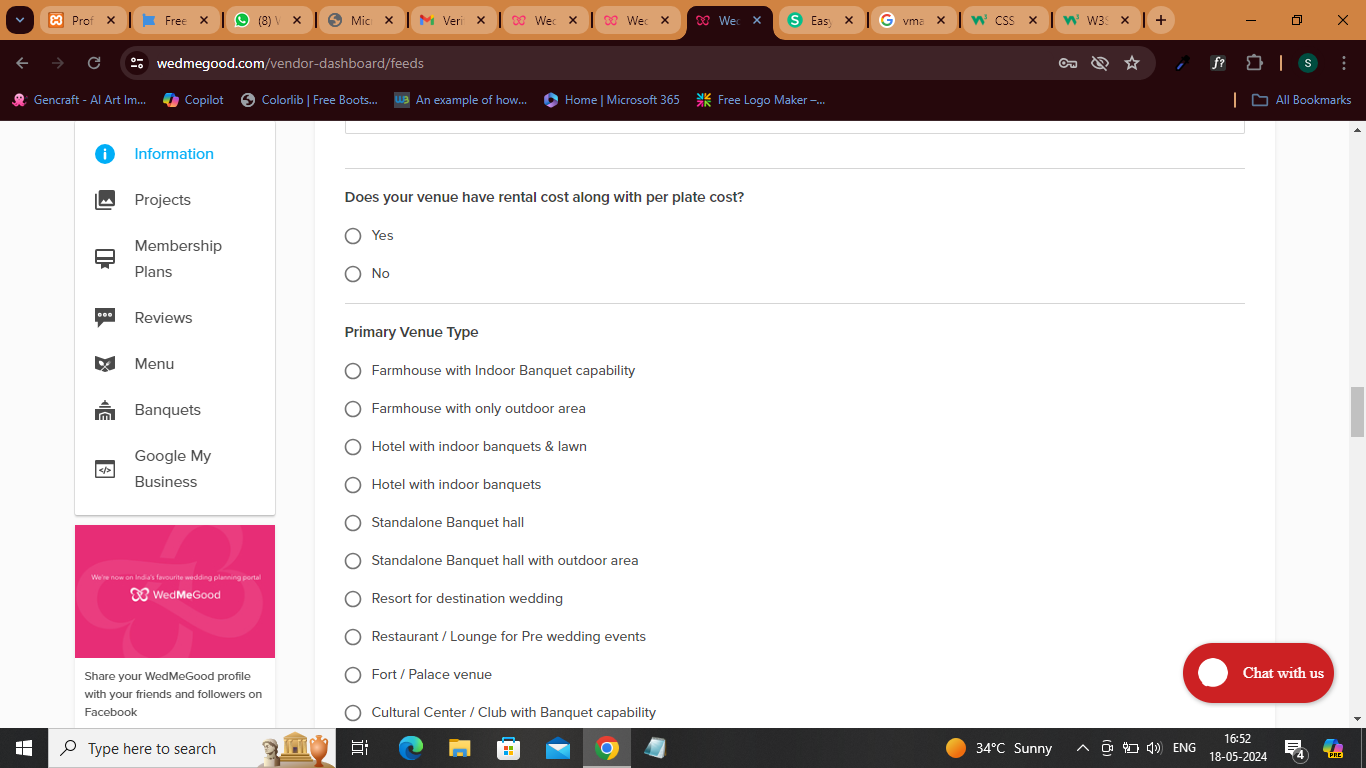 Prof
Free
(8)
Mic
Veri
Wec
Wec
Wec
Eas
vma
CSS
W3S
wedmegood.com/vendor-dashboard/feeds
f?
S
Gencraft - AI Art Im...
Copilot
Colorlib | Free Boots...
An example of how...
Home | Microsoft 365
Free Logo Maker –...
All Bookmarks
Information
Projects
Membership
Plans
Reviews
Menu
Banquets
Google My
Business
We're now on India's favourite wedding planning portal
WedMeGood
Share your WedMeGood profile
with your friends and followers on
Facebook
Does your venue have rental cost along with per plate cost?
Yes
No
Primary Venue Type
Farmhouse with Indoor Banquet capability
Farmhouse with only outdoor area
Hotel with indoor banquets & lawn
Hotel with indoor banquets
Standalone Banquet hall
Standalone Banquet hall with outdoor area
Resort for destination wedding
Restaurant / Lounge for Pre wedding events
Fort / Palace venue
Cultural Center / Club with Banquet capability
Chat with us
Type here to search
34°C Sunny
ENG
16:52
18-05-2024
4
PRE